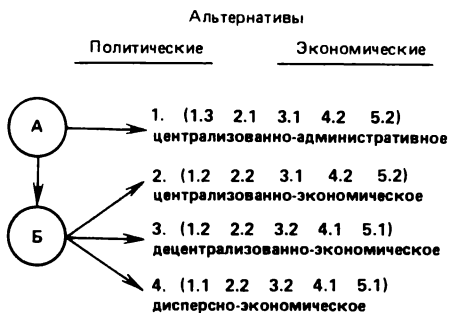 Альтернативы
Политические Экономические
А
1. (1.3 2.1 3.1 4.2 5.2)
централизованно-административное
2. (1.2 2.2 3.1 4.2 5.2)
централизованно-экономическое
Б
3. (1.2 2.2 3.2 4.1 5.1)
децентрализованно-экономическое
4. (1.1 2.2 3.2 4.1 5.1)
дисперсно-экономическое